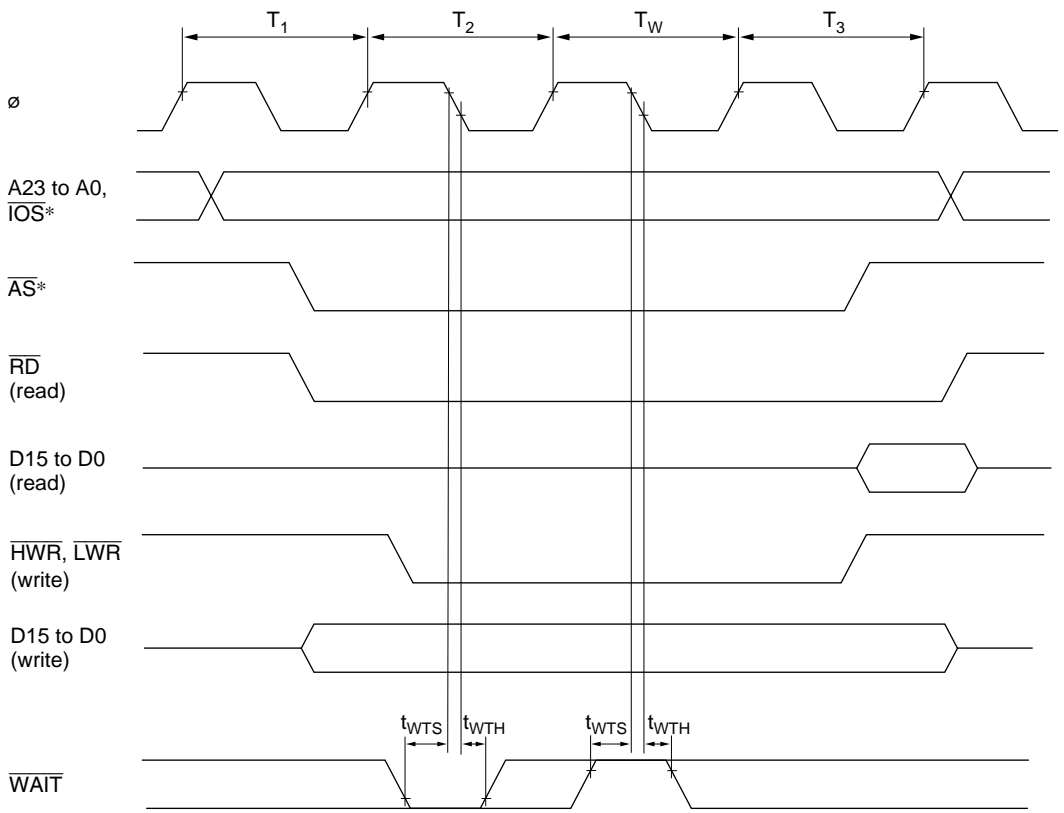 T1 T2 TW T3
ø
A23 to A0,
IOS*
AS*
RD
(read)
D15 to D0
(read)
HWR, LWR
(write)
D15 to D0
(write)
tWTS tWTH tWTS tWTH
WAIT